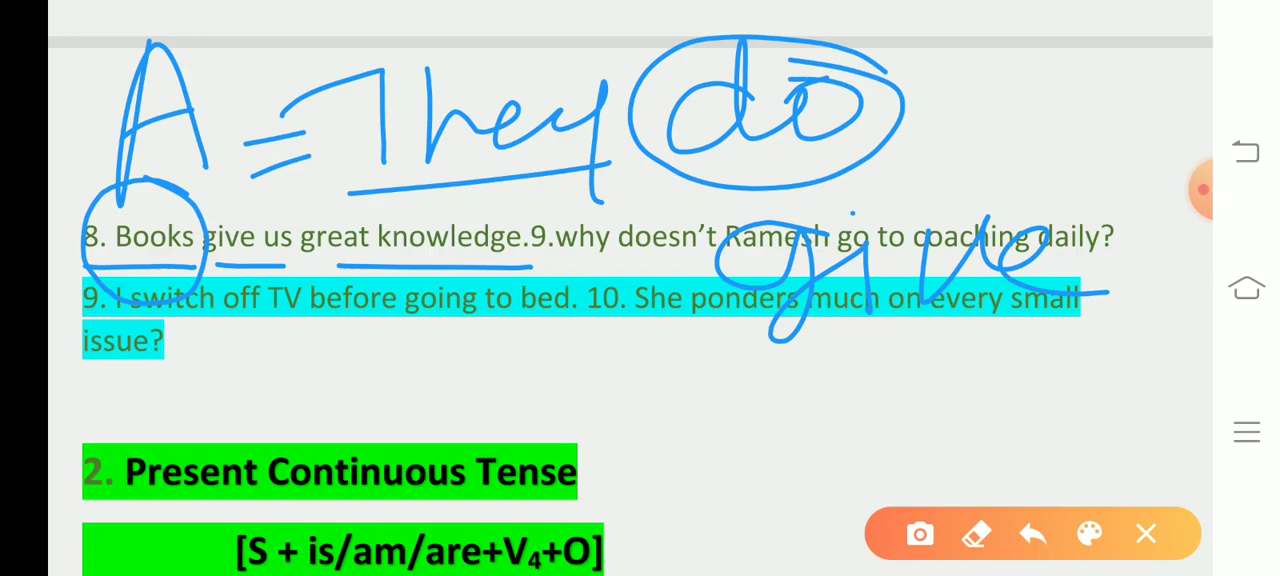 A = They do
8. Books give us great knowledge.9.why doesn't Ramesh go to coaching daily?
give
9. I switch off TV before going to bed. 10. She ponders much on every small
issue?
2. Present Continuous Tense
[S + is/am/are+V₄+O]